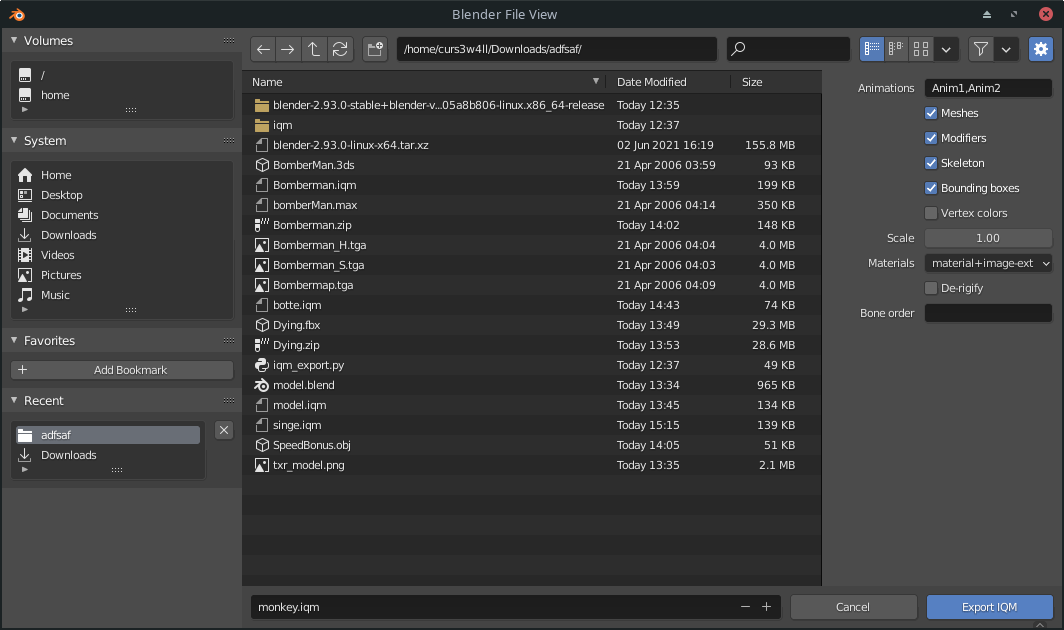 Blender File View
Volumes
/
home
System
Home
Desktop
Documents
Downloads
Videos
Pictures
Music
Favorites
Add Bookmark
Recent
adfsaf
Downloads
/home/curs3w4ll/Downloads/adfsaf/
Name Date Modified Size
blender-2.93.0-stable+blender-v...05a8b806-linux.x86_64-release Today 12:35
iqm Today 12:37
blender-2.93.0-linux-x64.tar.xz 02 Jun 2021 16:19 155.8 MB
BomberMan.3ds 21 Apr 2006 03:59 93 KB
Bomberman.iqm Today 13:59 199 KB
bomberMan.max 21 Apr 2006 04:14 350 KB
Bomberman.zip Today 14:02 148 KB
Bomberman_H.tga 21 Apr 2006 04:04 4.0 MB
Bomberman_S.tga 21 Apr 2006 04:03 4.0 MB
Bombermap.tga 21 Apr 2006 04:09 4.0 MB
botte.iqm Today 14:43 74 KB
Dying.fbx Today 13:49 29.3 MB
Dying.zip Today 13:53 28.6 MB
iqm_export.py Today 12:37 49 KB
model.blend Today 13:34 965 KB
model.iqm Today 13:45 134 KB
singe.iqm Today 15:15 139 KB
SpeedBonus.obj Today 14:05 51 KB
txr_model.png Today 13:35 2.1 MB
Animations Anim1,Anim2
Meshes
Modifiers
Skeleton
Bounding boxes
Vertex colors
Scale 1.00
Materials material+image-ext
De-rigify
Bone order
monkey.iqm
Cancel
Export IQM